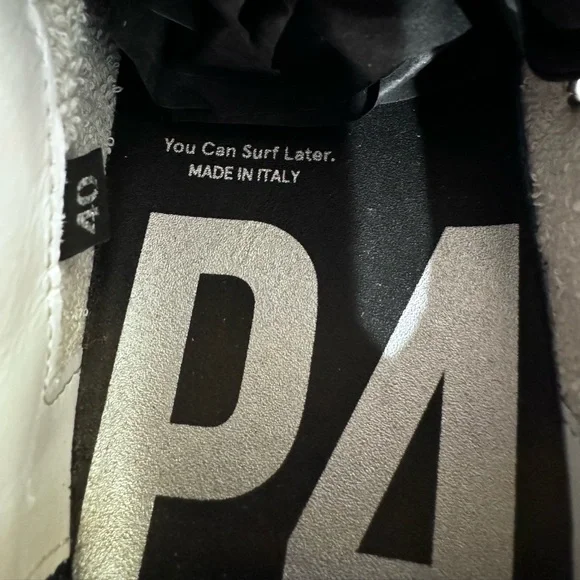 You Can Surf Later.
MADE IN ITALY
40
PA